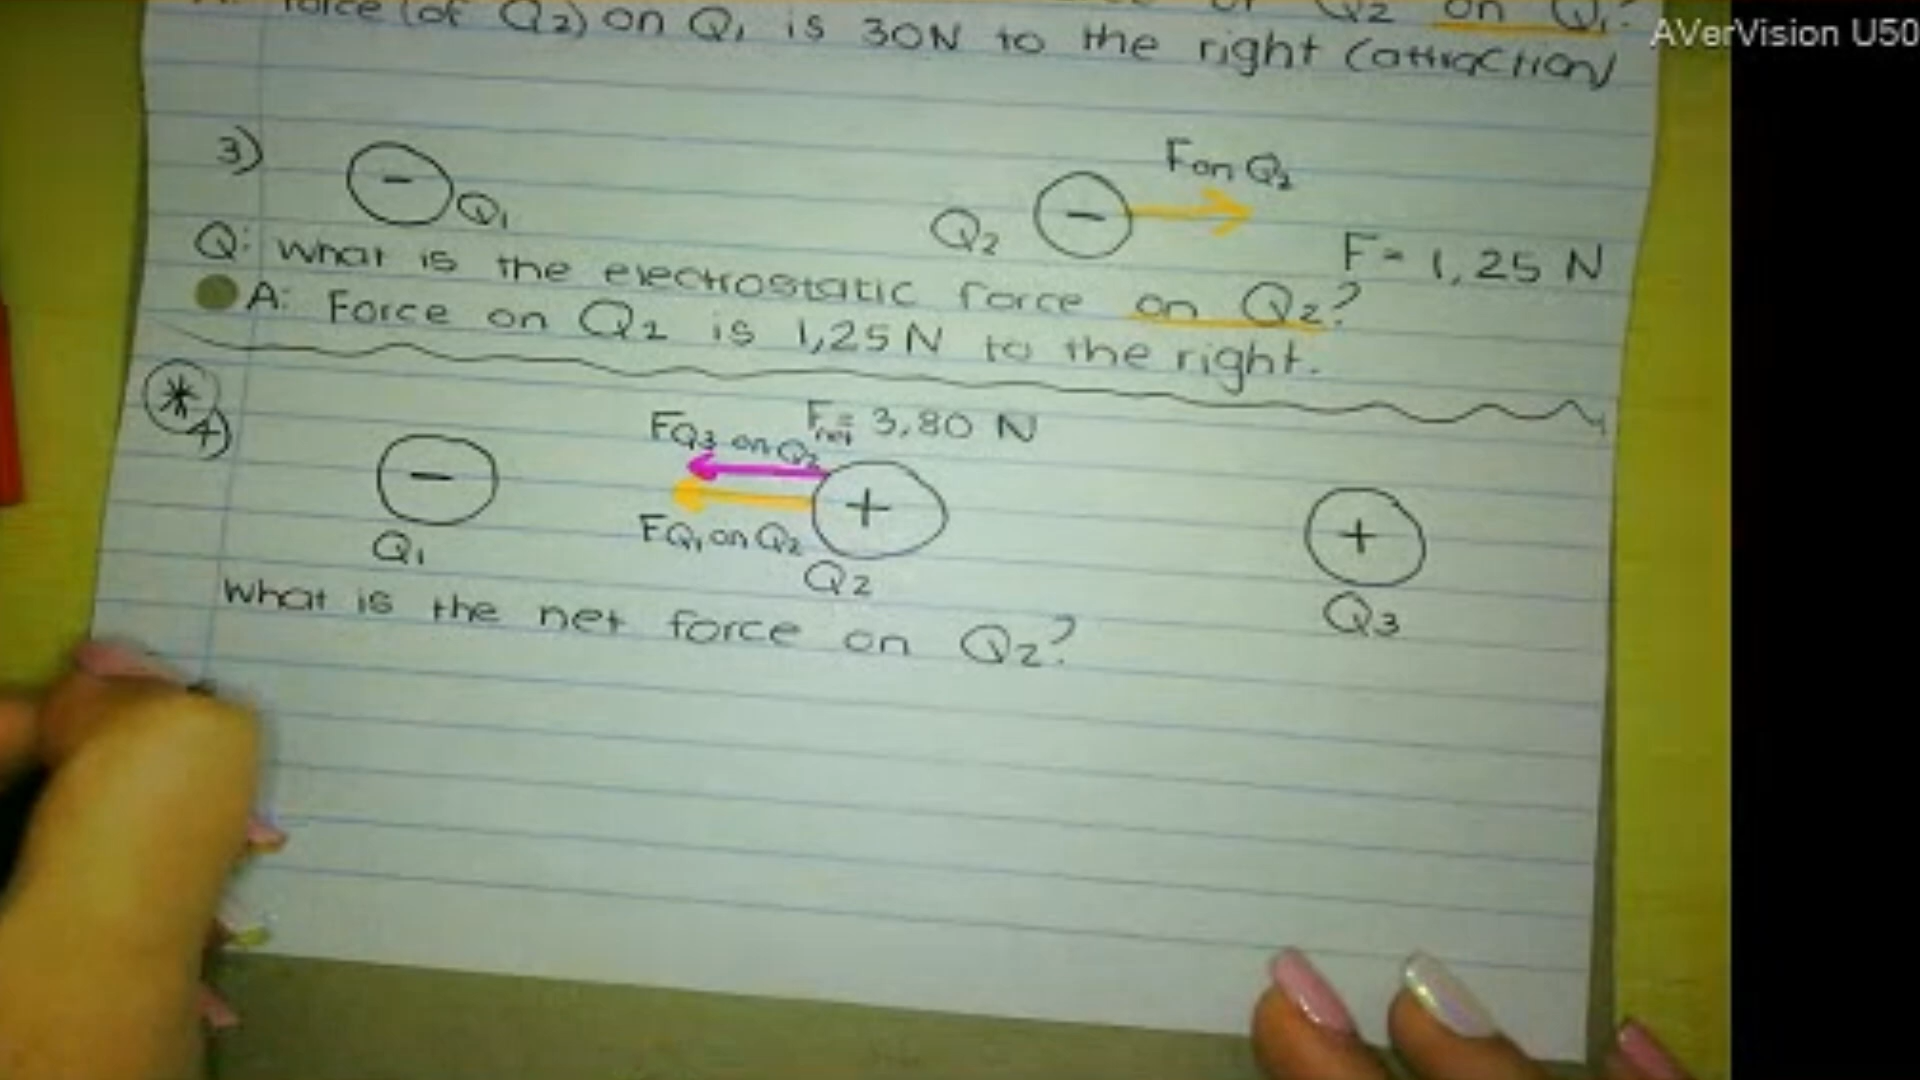 force (of Q2) on Q1 is 30N to the right (attraction)
AVerVision U50
3)
-
Q1
Q2
-
F on Q2
F = 1,25 N
Q: What is the electrostatic force on Q2?
A: Force on Q2 is 1,25 N to the right.
*4)
-
Q1
FQ3 on Q2
Fnet = 3,80 N
FQ1 on Q2
+
Q2
+
Q3
What is the net force on Q2?